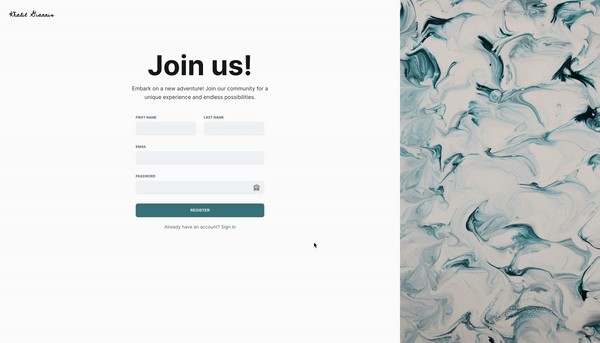 Khalil Giannis
Join us!
Embark on a new adventure! Join our community for a
unique experience and endless possibilities.
FIRST NAME LAST NAME
EMAIL
PASSWORD
REGISTER
Already have an account? Sign in